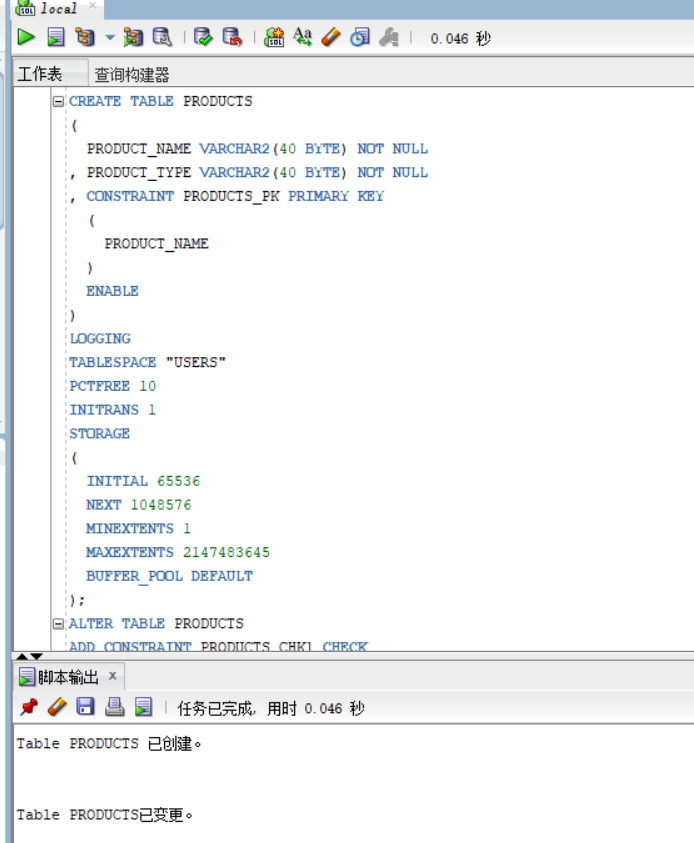 local
0.046 秒
工作表 查询构建器
CREATE TABLE PRODUCTS
(
PRODUCT_NAME VARCHAR2(40 BYTE) NOT NULL
, PRODUCT_TYPE VARCHAR2(40 BYTE) NOT NULL
, CONSTRAINT PRODUCTS_PK PRIMARY KEY
(
PRODUCT_NAME
)
ENABLE
)
LOGGING
TABLESPACE "USERS"
PCTFREE 10
INITRANS 1
STORAGE
(
INITIAL 65536
NEXT 1048576
MINEXTENTS 1
MAXEXTENTS 2147483645
BUFFER_POOL DEFAULT
);
ALTER TABLE PRODUCTS
ADD CONSTRAINT PRODUCTS_CHK1 CHECK
脚本输出 x
任务已完成, 用时 0.046 秒
Table PRODUCTS 已创建。
Table PRODUCTS已变更。